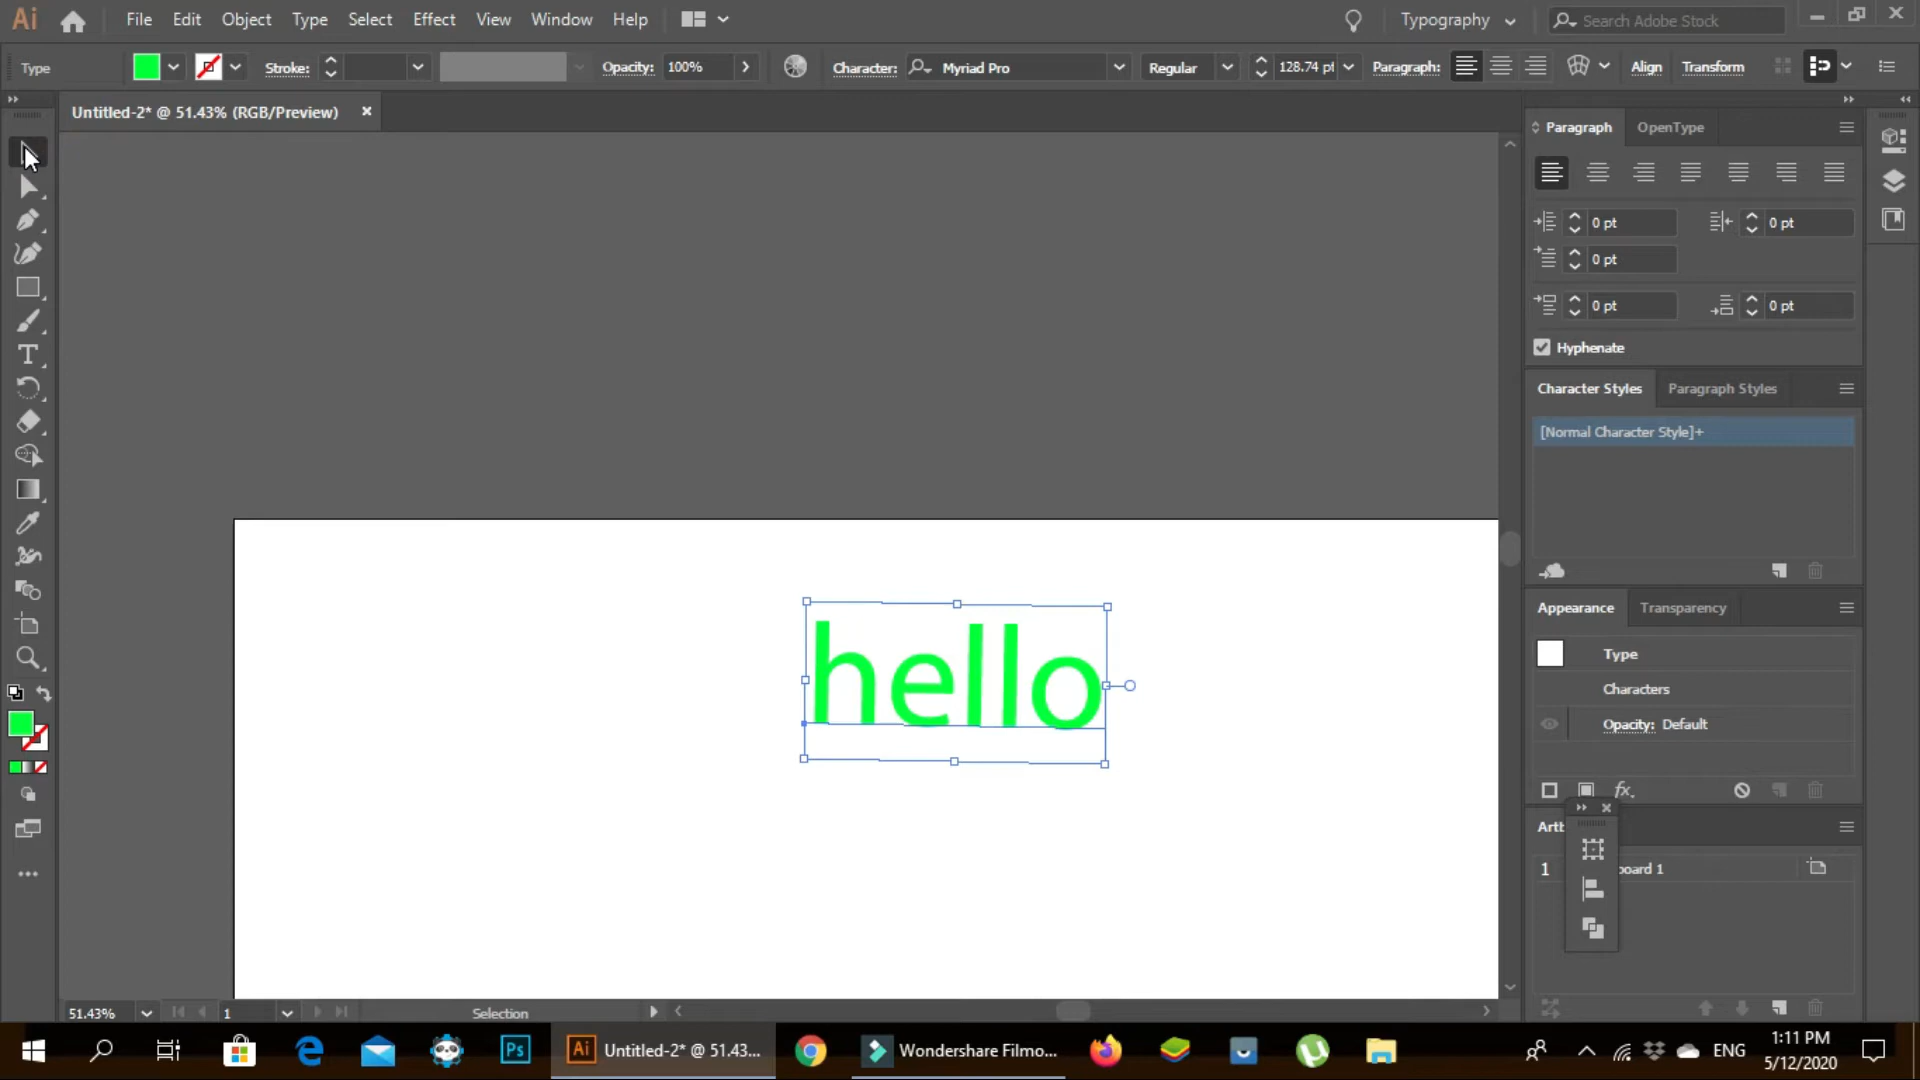 Ai File Edit Object Type Select Effect View Window Help Typography Search Adobe Stock
Type Stroke: Opacity: 100% Character: Myriad Pro Regular 128.74 pt Paragraph: Align Transform
Untitled-2* @ 51.43% (RGB/Preview)
Paragraph OpenType
0 pt 0 pt
0 pt
0 pt 0 pt
Hyphenate
Character Styles Paragraph Styles
[Normal Character Style]+
Appearance Transparency
Type
Characters
Opacity: Default
fx.
hello
Artb
1 board 1
51.43% 1 Selection
Ps Ai Untitled-2* @ 51.43... Wondershare Filmo... ENG 1:11 PM
5/12/2020